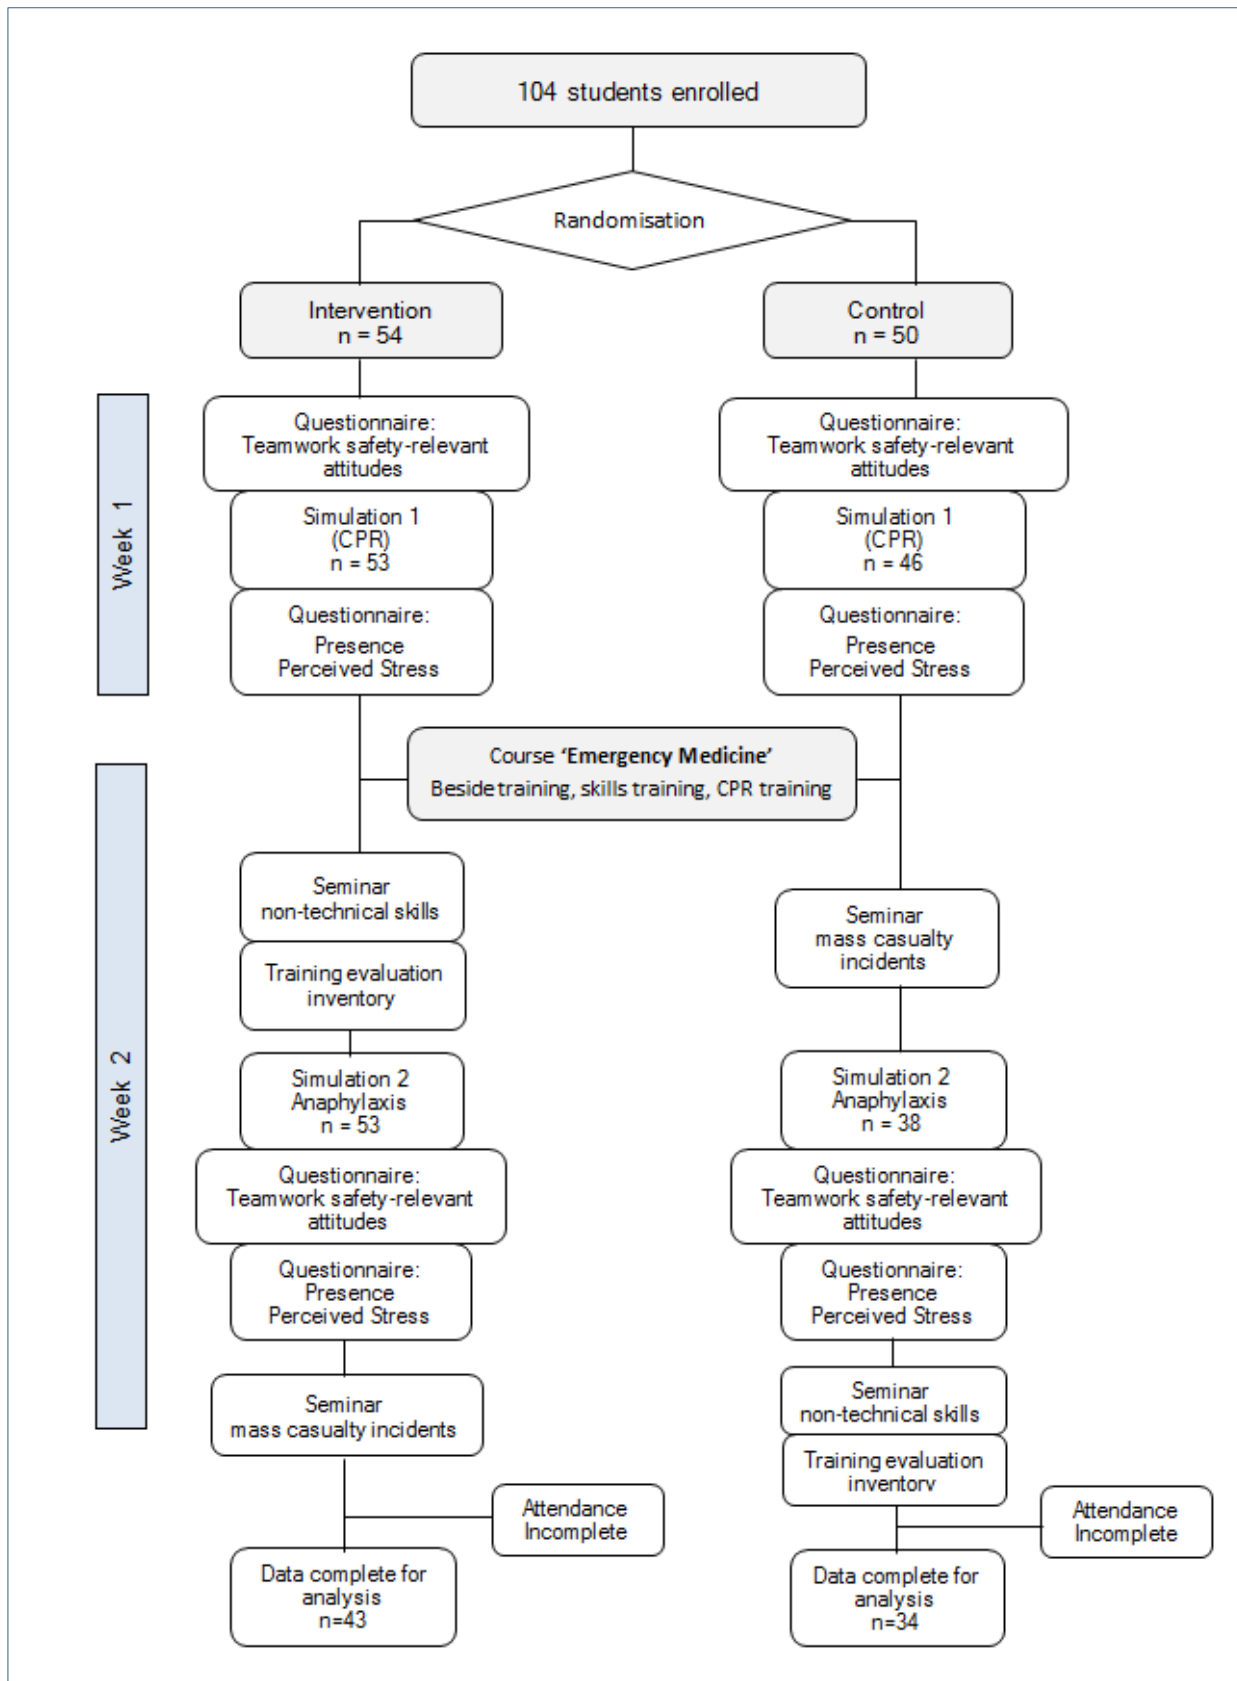 104 students enrolled
Randomisation
Intervention
n = 54
Control
n = 50
Week 1
Questionnaire:
Teamwork safety-relevant
attitudes
Questionnaire:
Teamwork safety-relevant
attitudes
Simulation 1
(CPR)
n = 53
Simulation 1
(CPR)
n = 46
Questionnaire:
Presence
Perceived Stress
Questionnaire:
Presence
Perceived Stress
Course ‘Emergency Medicine’
Beside training, skills training, CPR training
Week 2
Seminar
non-technical skills
Training evaluation
inventory
Seminar
mass casualty
incidents
Simulation 2
Anaphylaxis
n = 53
Simulation 2
Anaphylaxis
n = 38
Questionnaire:
Teamwork safety-relevant
attitudes
Questionnaire:
Teamwork safety-relevant
attitudes
Questionnaire:
Presence
Perceived Stress
Questionnaire:
Presence
Perceived Stress
Seminar
mass casualty incidents
Seminar
non-technical skills
Training evaluation
inventory
Attendance
Incomplete
Attendance
Incomplete
Data complete for
analysis
n=43
Data complete for
analysis
n=34